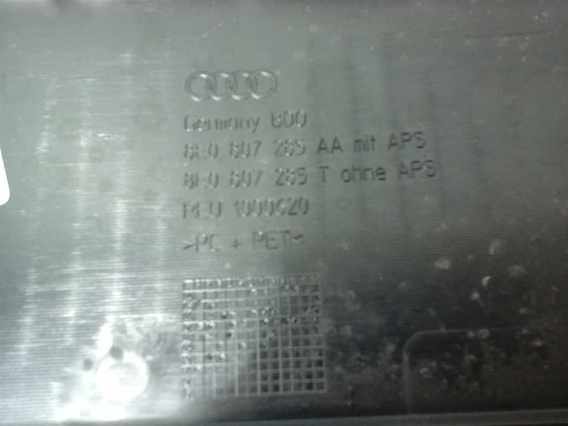 Germany 800
8E0 807 285 AA mit APS
8E0 807 285 T ohne APS
>PC + PET<